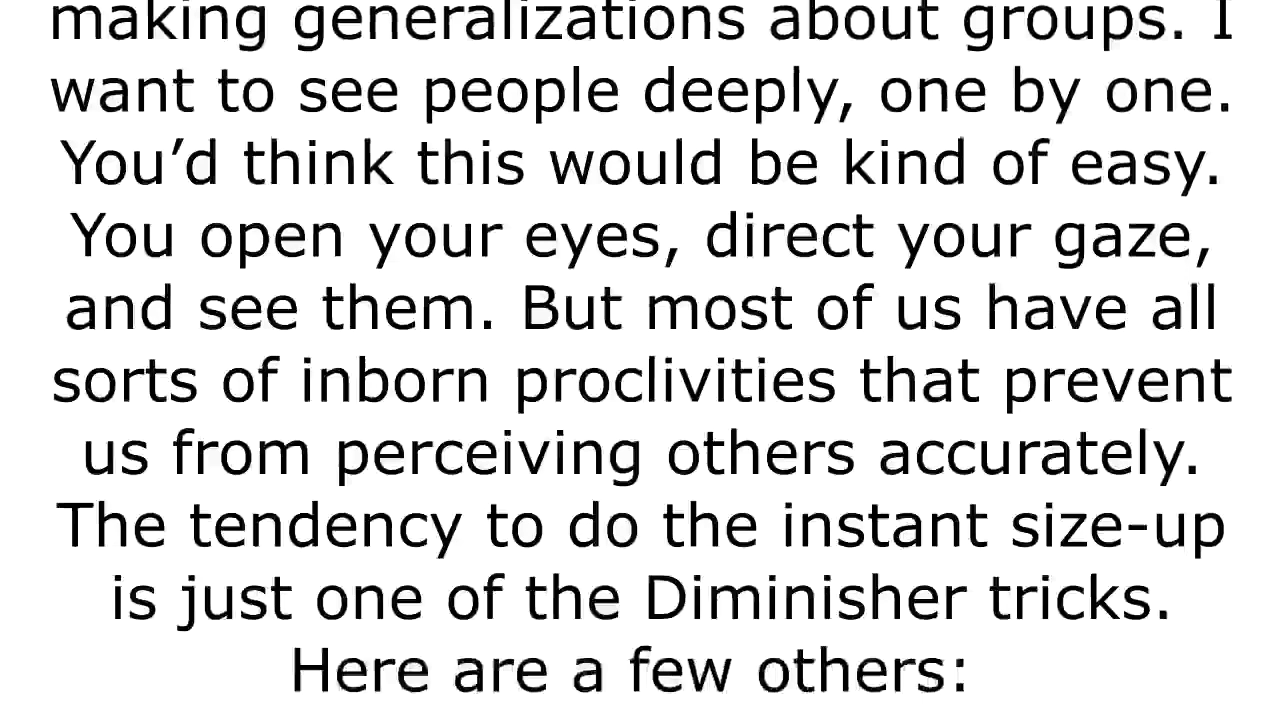 making generalizations about groups. I
want to see people deeply, one by one.
You’d think this would be kind of easy.
You open your eyes, direct your gaze,
and see them. But most of us have all
sorts of inborn proclivities that prevent
us from perceiving others accurately.
The tendency to do the instant size-up
is just one of the Diminisher tricks.
Here are a few others: